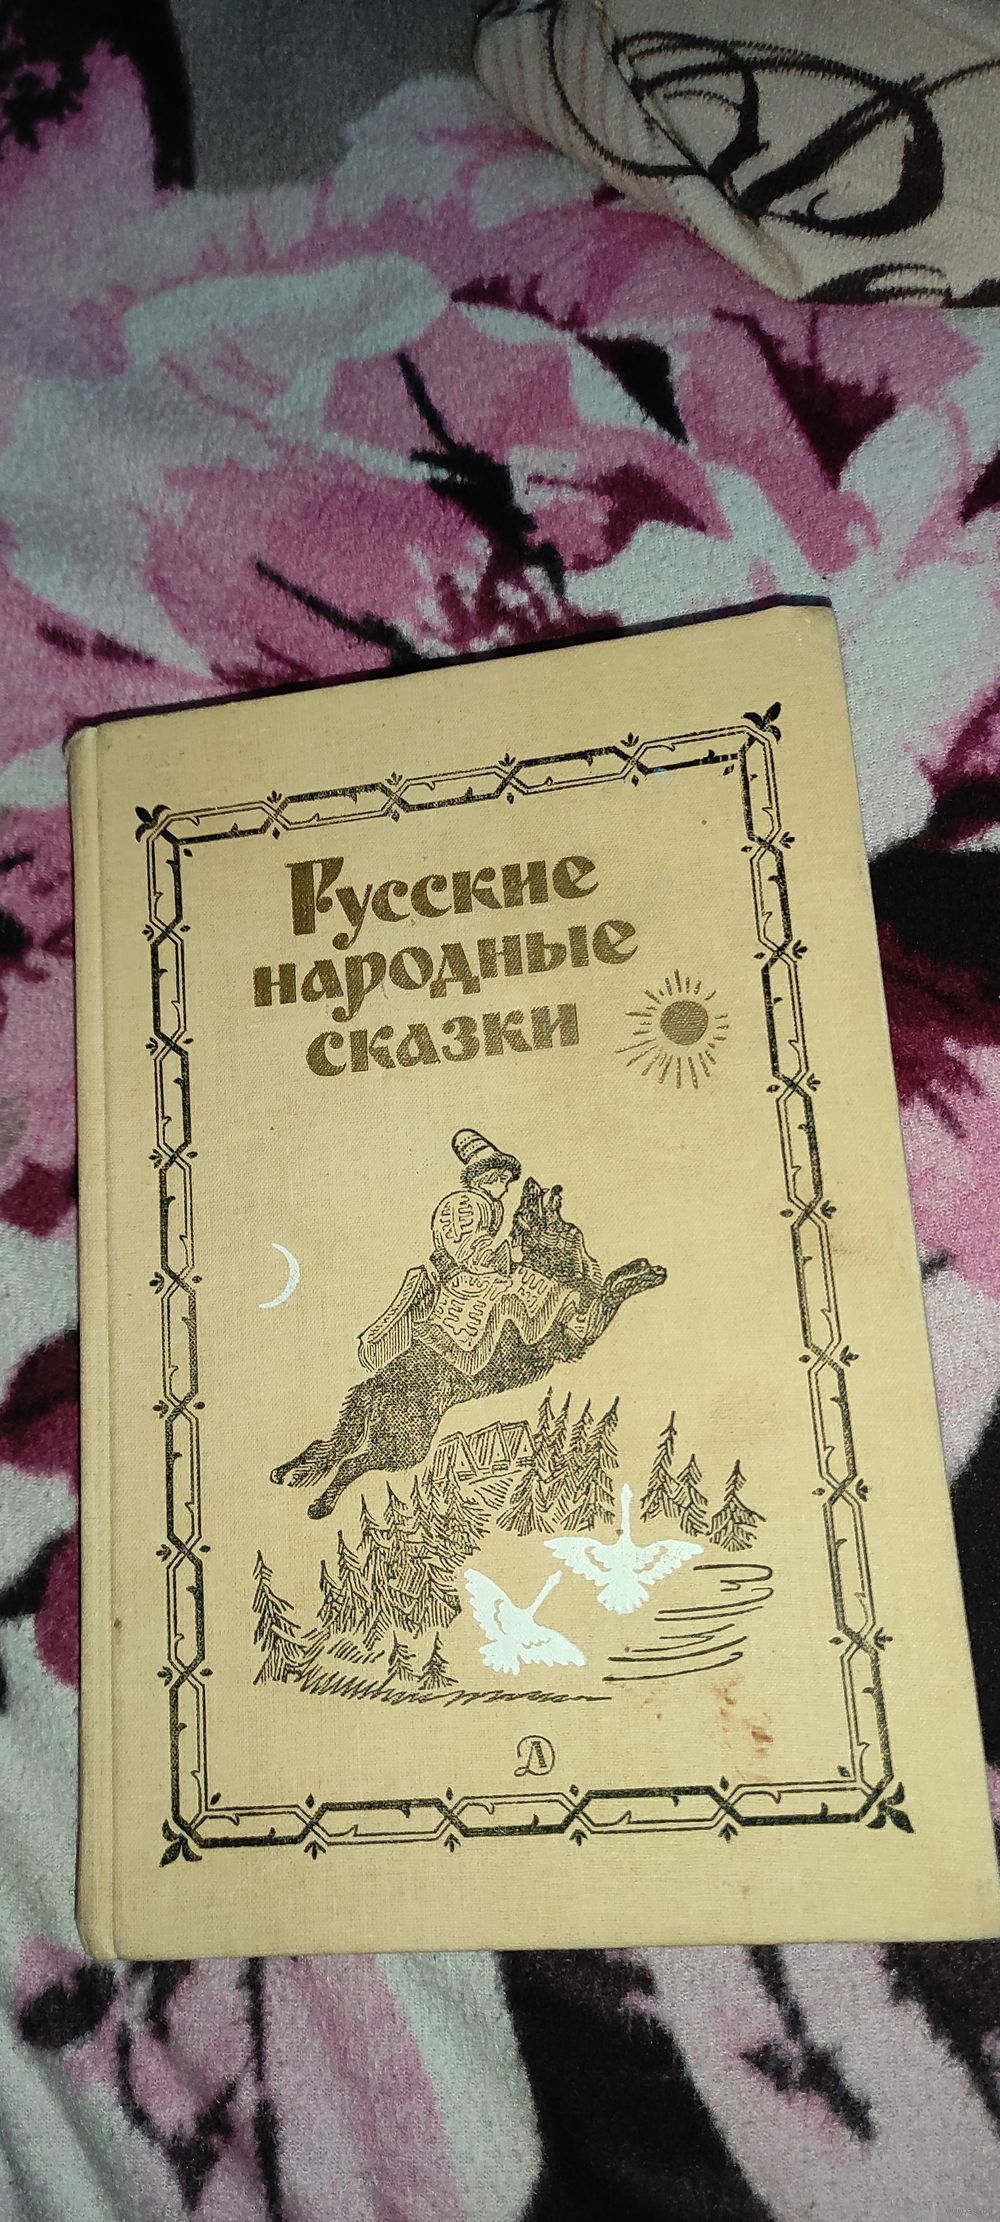 Русские
народные
сказки
Д